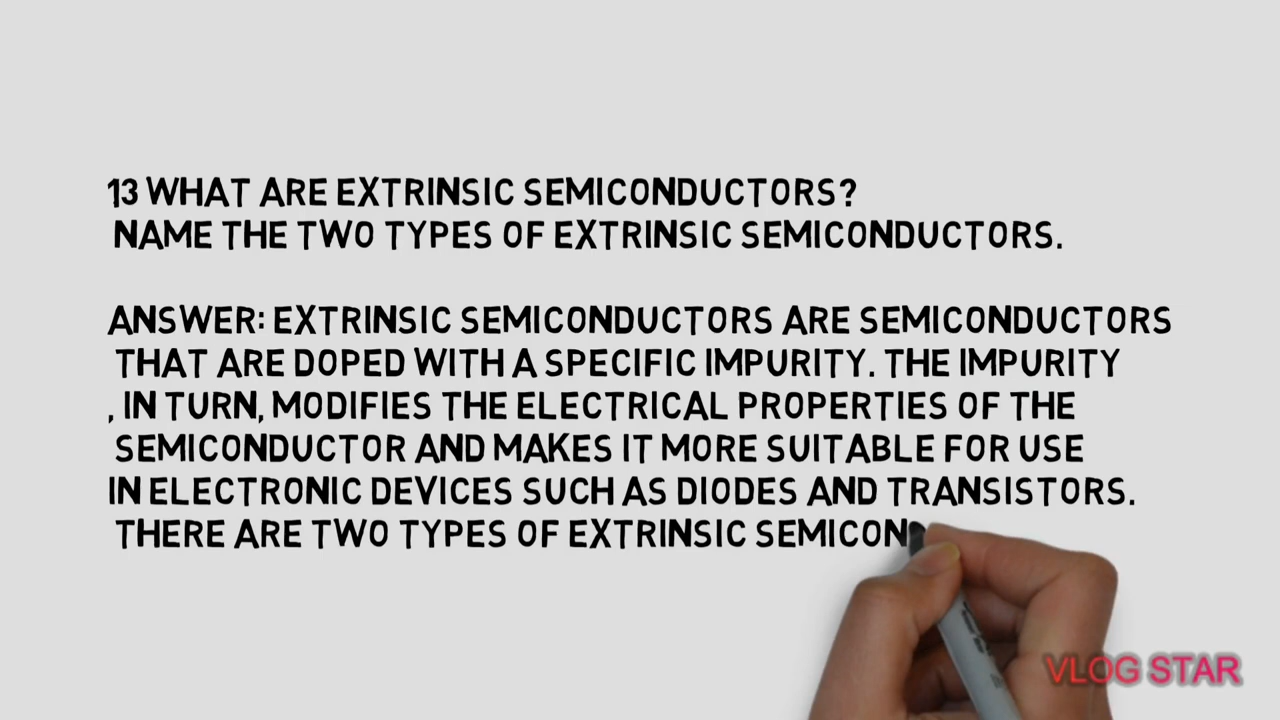 13 WHAT ARE EXTRINSIC SEMICONDUCTORS?
NAME THE TWO TYPES OF EXTRINSIC SEMICONDUCTORS.
ANSWER: EXTRINSIC SEMICONDUCTORS ARE SEMICONDUCTORS
THAT ARE DOPED WITH A SPECIFIC IMPURITY. THE IMPURITY
, IN TURN, MODIFIES THE ELECTRICAL PROPERTIES OF THE
SEMICONDUCTOR AND MAKES IT MORE SUITABLE FOR USE
IN ELECTRONIC DEVICES SUCH AS DIODES AND TRANSISTORS.
THERE ARE TWO TYPES OF EXTRINSIC SEMICON
VLOG STAR